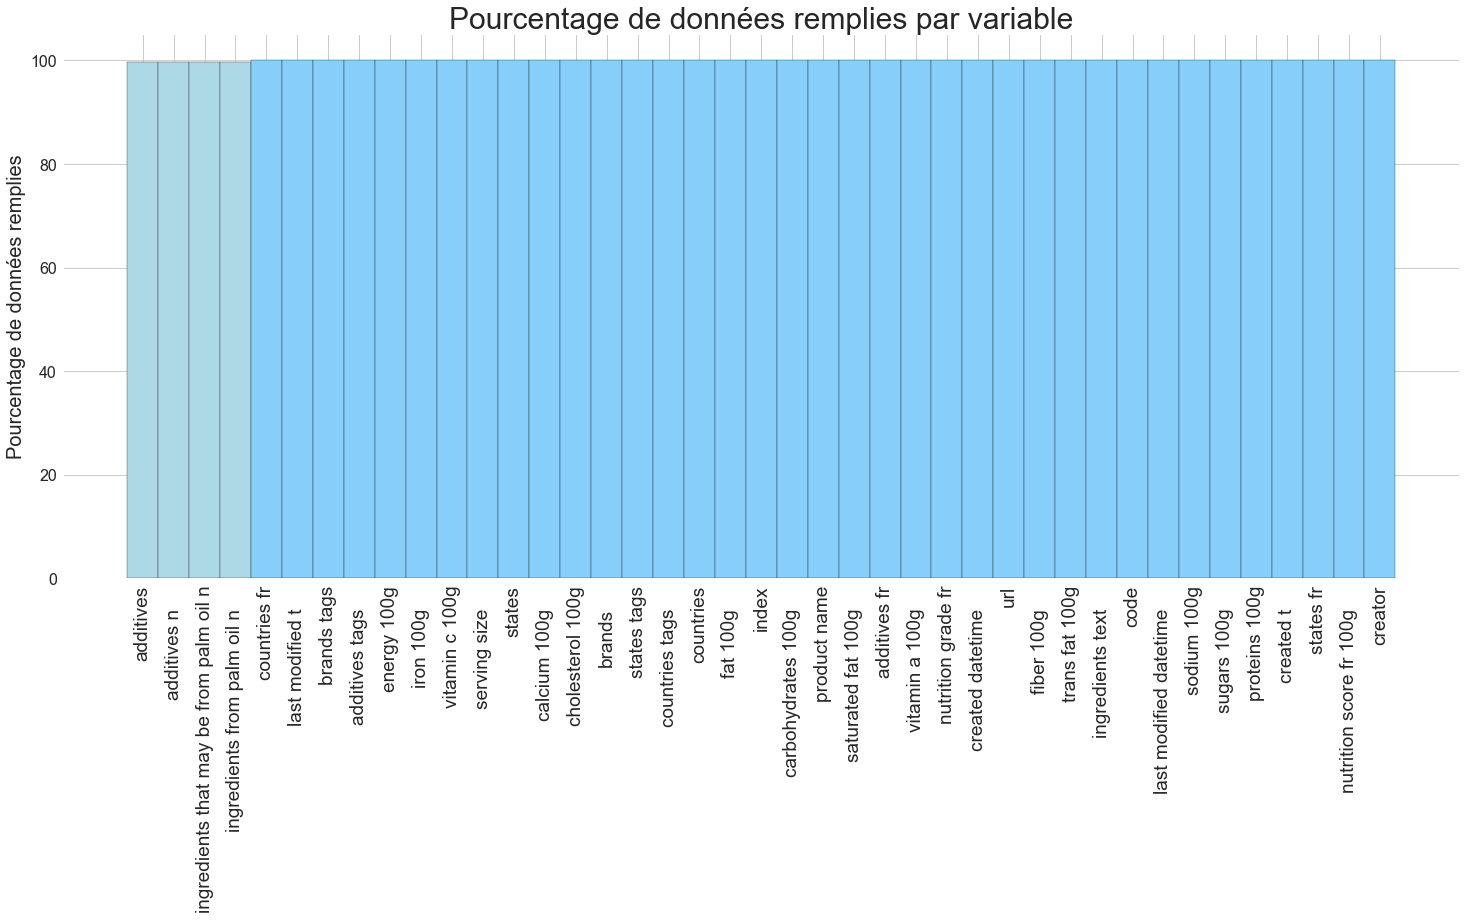 Pourcentage de données remplies par variable
Pourcentage de données remplies
100
80
60
40
20
0
additives
additives n
ingredients that may be from palm oil n
ingredients from palm oil n
countries fr
last modified t
brands tags
additives tags
energy 100g
iron 100g
vitamin c 100g
serving size
states
calcium 100g
cholesterol 100g
brands
states tags
countries tags
countries
fat 100g
index
carbohydrates 100g
product name
saturated fat 100g
additives fr
vitamin a 100g
nutrition grade fr
created datetime
url
fiber 100g
trans fat 100g
ingredients text
code
last modified datetime
sodium 100g
sugars 100g
proteins 100g
created t
states fr
nutrition score fr 100g
creator